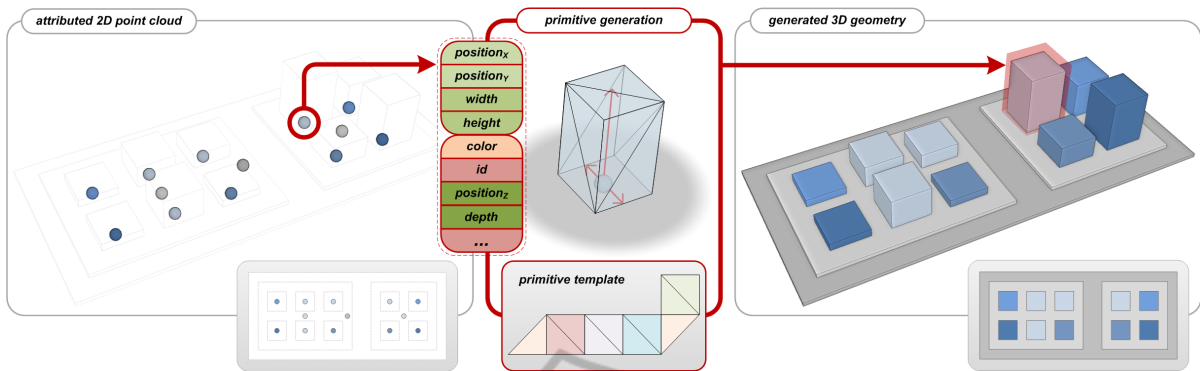 attributed 2D point cloud
primitive generation
generated 3D geometry
positionX
positionY
width
height
color
id
positionZ
depth
...
primitive template